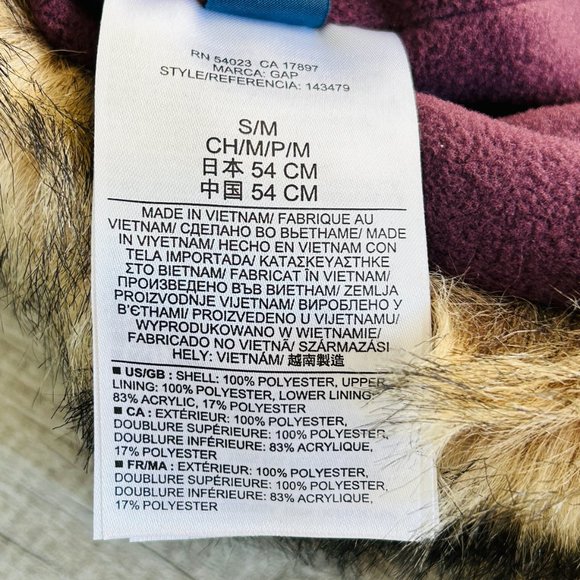 RN 54023 CA 17897
MARCA: GAP
STYLE/REFERENCIA: 143479
S/M
CH/M/P/M
日本 54 CM
中国 54 CM
MADE IN VIETNAM/ FABRIQUE AU
VIETNAM/ СДЕЛАНО ВО ВЬЕТНАМЕ/ MADE
IN VIYETNAM/ HECHO EN VIETNAM CON
TELA IMPORTADA/ ΚΑΤΑΣΚΕΥΑΣΤΗΚΕ
ΣΤΟ ΒΙΕΤΝΑΜ/ FABRICAT ÎN VIETNAM/
ПРОИЗВЕДЕНО ВЪВ ВИЕТНАМ/ ZEMLJA
PROIZVODNJE VIJETNAM/ ВИРОБЛЕНО У
В'ЄТНАМІ/ PROIZVEDENO U VIJETNAMU/
WYPRODUKOWANO W WIETNAMIE/
FABRICADO NO VIETNÃ/ SZÁRMAZÁSI
HELY: VIETNÁM/ 越南製造
US/GB : SHELL: 100% POLYESTER, UPPER
LINING: 100% POLYESTER, LOWER LINING:
83% ACRYLIC, 17% POLYESTER
CA : EXTÉRIEUR: 100% POLYESTER,
DOUBLURE SUPÉRIEURE: 100% POLYESTER,
DOUBLURE INFÉRIEURE: 83% ACRYLIQUE,
17% POLYESTER
FR/MA : EXTÉRIEUR: 100% POLYESTER,
DOUBLURE SUPÉRIEURE: 100% POLYESTER,
DOUBLURE INFÉRIEURE: 83% ACRYLIQUE,
17% POLYESTER